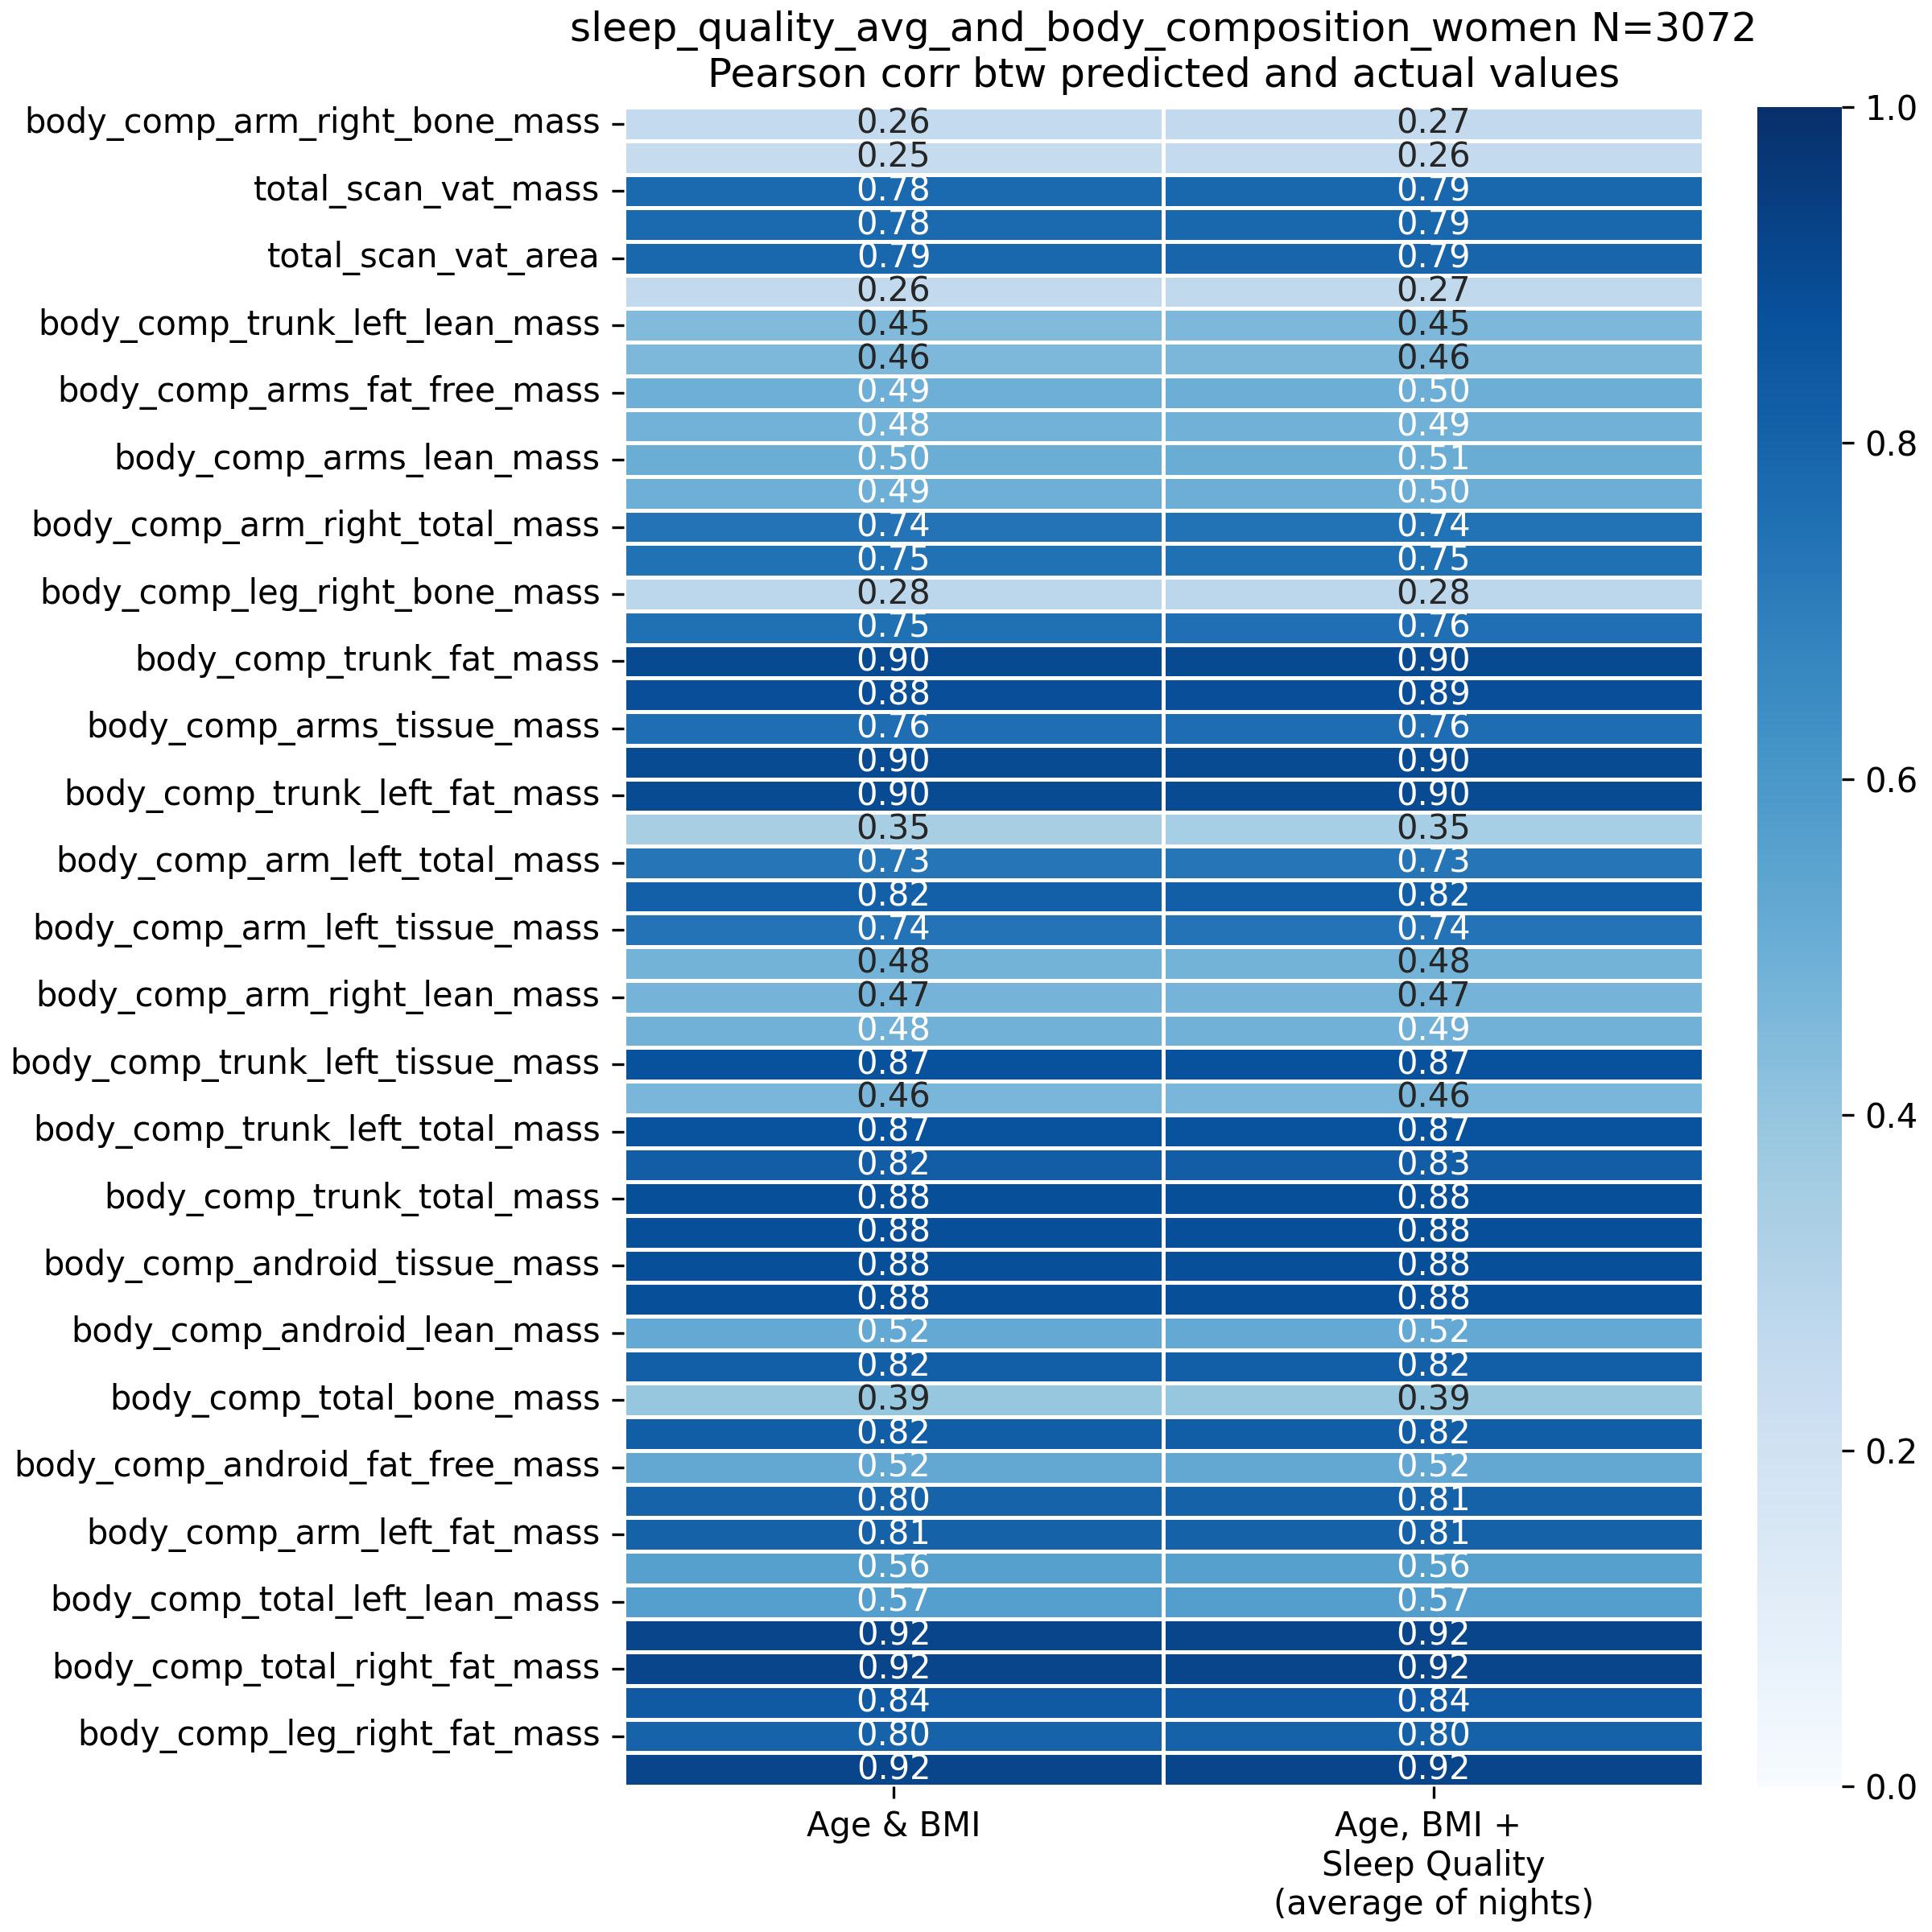 sleep_quality_avg_and_body_composition_women N=3072
Pearson corr btw predicted and actual values
body_comp_arm_right_bone_mass 0.26 0.27
0.25 0.26
total_scan_vat_mass 0.78 0.79
0.78 0.79
total_scan_vat_area 0.79 0.79
0.26 0.27
body_comp_trunk_left_lean_mass 0.45 0.45
0.46 0.46
body_comp_arms_fat_free_mass 0.49 0.50
0.48 0.49
body_comp_arms_lean_mass 0.50 0.51
0.49 0.50
body_comp_arm_right_total_mass 0.74 0.74
0.75 0.75
body_comp_leg_right_bone_mass 0.28 0.28
0.75 0.76
body_comp_trunk_fat_mass 0.90 0.90
0.88 0.89
body_comp_arms_tissue_mass 0.76 0.76
0.90 0.90
body_comp_trunk_left_fat_mass 0.90 0.90
0.35 0.35
body_comp_arm_left_total_mass 0.73 0.73
0.82 0.82
body_comp_arm_left_tissue_mass 0.74 0.74
0.48 0.48
body_comp_arm_right_lean_mass 0.47 0.47
0.48 0.49
body_comp_trunk_left_tissue_mass 0.87 0.87
0.46 0.46
body_comp_trunk_left_total_mass 0.87 0.87
0.82 0.83
body_comp_trunk_total_mass 0.88 0.88
0.88 0.88
body_comp_android_tissue_mass 0.88 0.88
0.88 0.88
body_comp_android_lean_mass 0.52 0.52
0.82 0.82
body_comp_total_bone_mass 0.39 0.39
0.82 0.82
body_comp_android_fat_free_mass 0.52 0.52
0.80 0.81
body_comp_arm_left_fat_mass 0.81 0.81
0.56 0.56
body_comp_total_left_lean_mass 0.57 0.57
0.92 0.92
body_comp_total_right_fat_mass 0.92 0.92
0.84 0.84
body_comp_leg_right_fat_mass 0.80 0.80
0.92 0.92
Age & BMI
Age, BMI +
Sleep Quality
(average of nights)
1.0
0.8
0.6
0.4
0.2
0.0